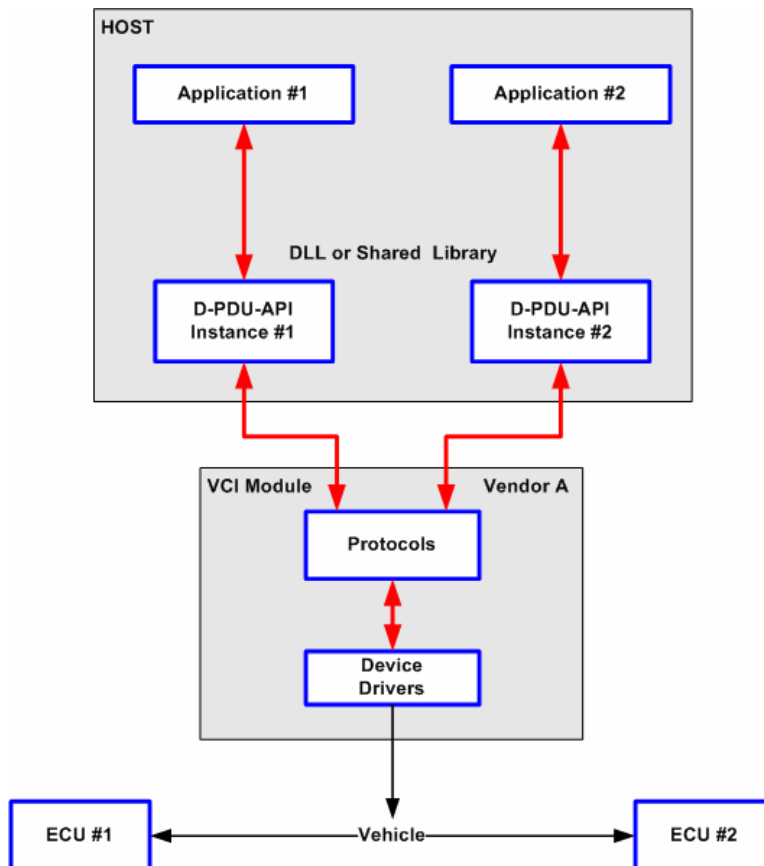 HOST
Application #1
Application #2
DLL or Shared Library
D-PDU-API
Instance #1
D-PDU-API
Instance #2
VCI Module
Vendor A
Protocols
Device
Drivers
ECU #1
Vehicle
ECU #2